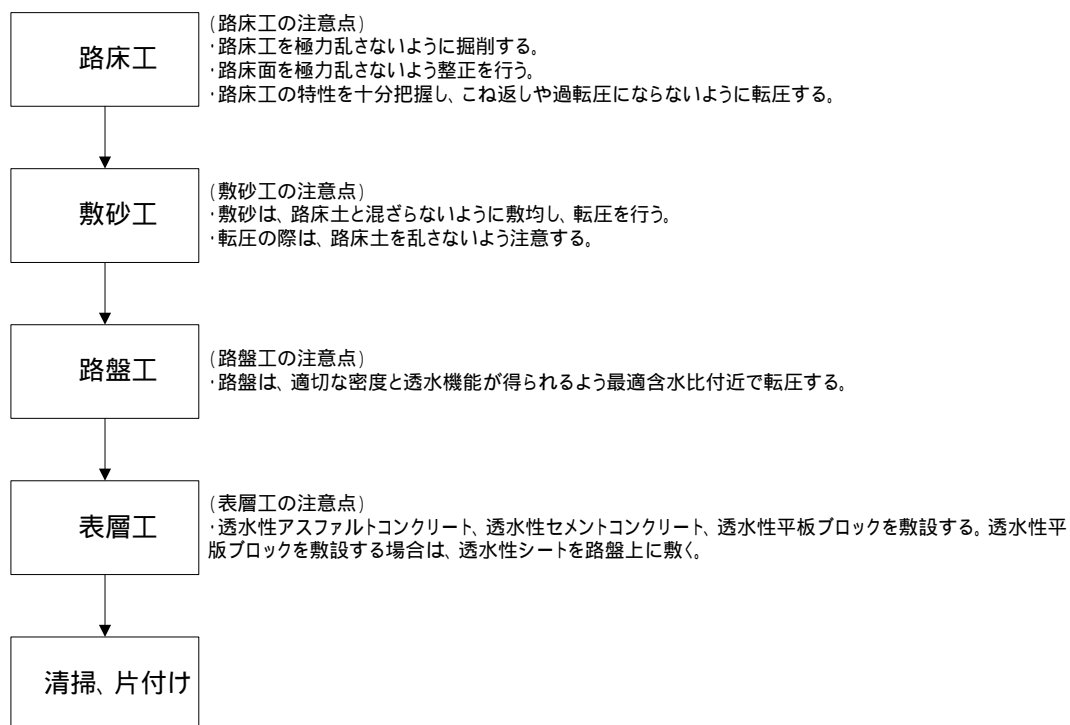 路床工
(路床工の注意点)
・路床工を極力乱さないように掘削する。
・路床面を極力乱さないよう整正を行う。
・路床工の特性を十分把握し、こね返しや過転圧にならないように転圧する。
敷砂工
(敷砂工の注意点)
・敷砂は、路床土と混ざらないように敷均し、転圧を行う。
・転圧の際は、路床土を乱さないよう注意する。
路盤工
(路盤工の注意点)
・路盤は、適切な密度と透水機能が得られるよう最適含水比付近で転圧する。
表層工
(表層工の注意点)
・透水性アスファルトコンクリート、透水性セメントコンクリート、透水性平板ブロックを敷設する。透水性平
版ブロックを敷設する場合は、透水性シートを路盤上に敷く。
清掃、片付け